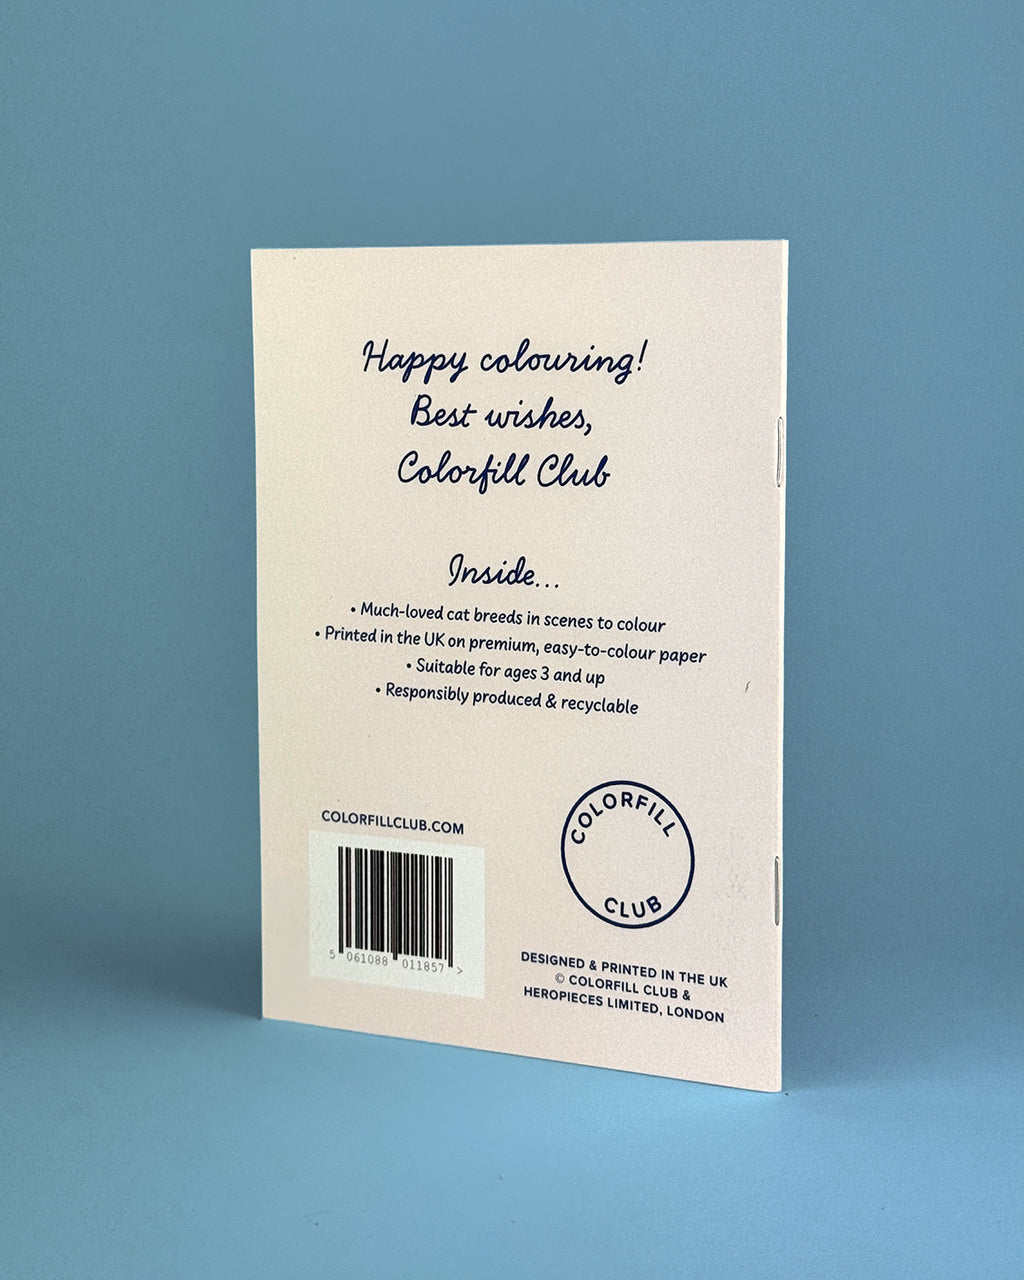 Happy colouring!
Best wishes,
Colorfill Club
Inside...
• Much-loved cat breeds in scenes to colour
• Printed in the UK on premium, easy-to-colour paper
• Suitable for ages 3 and up
• Responsibly produced & recyclable
COLORFILLCLUB.COM
5 061088 011857 >
COLORFILL
CLUB
DESIGNED & PRINTED IN THE UK
© COLORFILL CLUB &
HEROPIECES LIMITED, LONDON